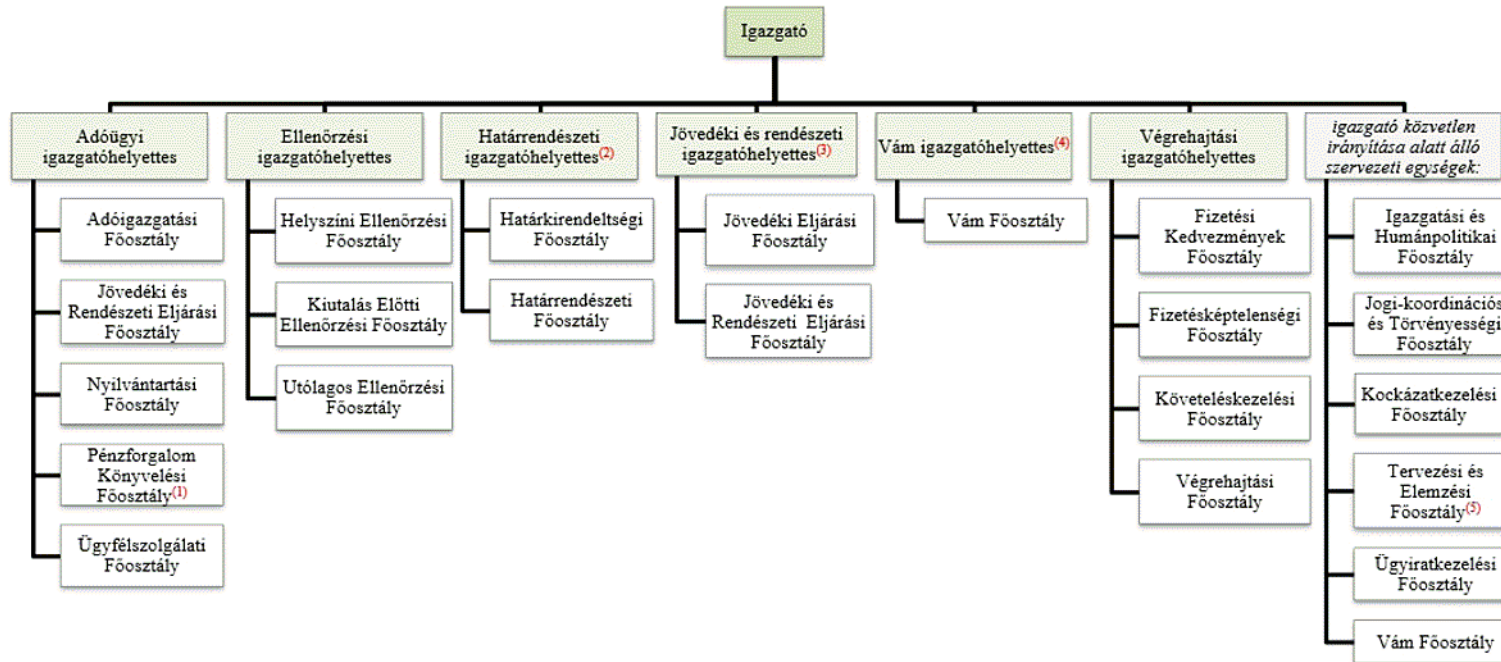 Igazgató
Adóügyi
igazgatóhelyettes
Adóigazgatási
Főosztály
Jövedéki és
Rendészeti Eljárási
Főosztály
Nyilvántartási
Főosztály
Pénzforgalom
Könyvelési
Főosztály(1)
Ügyfélszolgálati
Főosztály
Ellenőrzési
igazgatóhelyettes
Helyszíni Ellenőrzési
Főosztály
Kiutalás Előtti
Ellenőrzési Főosztály
Utólagos Ellenőrzési
Főosztály
Határrendészeti
igazgatóhelyettes(2)
Határkirendeltségi
Főosztály
Határrendészeti
Főosztály
Jövedéki és rendészeti
igazgatóhelyettes(3)
Jövedéki Eljárási
Főosztály
Jövedéki és
Rendészeti Eljárási
Főosztály
Vám igazgatóhelyettes(4)
Vám Főosztály
Végrehajtási
igazgatóhelyettes
Fizetési
Kedvezmények
Főosztály
Fizetésképtelenségi
Főosztály
Követeléskezelési
Főosztály
Végrehajtási
Főosztály
igazgató közvetlen
irányítása alatt álló
szervezeti egységek:
Igazgatási és
Humánpolitikai
Főosztály
Jogi-koordinációs
és Törvényességi
Főosztály
Kockázatkezelési
Főosztály
Tervezési és
Elemzési
Főosztály(5)
Ügyiratkezelési
Főosztály
Vám Főosztály